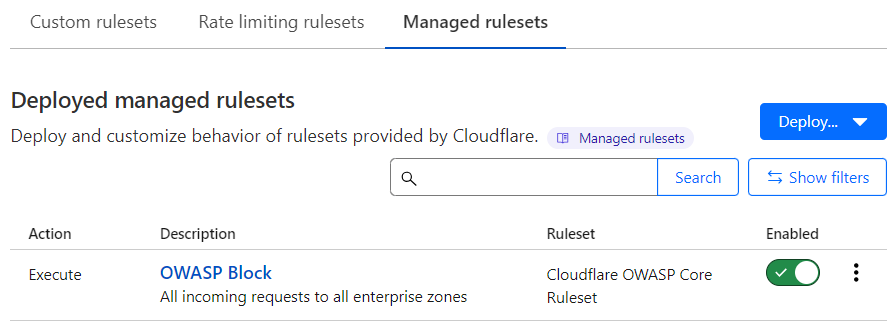 Custom rulesets Rate limiting rulesets Managed rulesets
Deployed managed rulesets
Deploy and customize behavior of rulesets provided by Cloudflare. Managed rulesets
Deploy...
Search Show filters
Action Description Ruleset Enabled
Execute OWASP Block Cloudflare OWASP Core
All incoming requests to all enterprise zones Ruleset